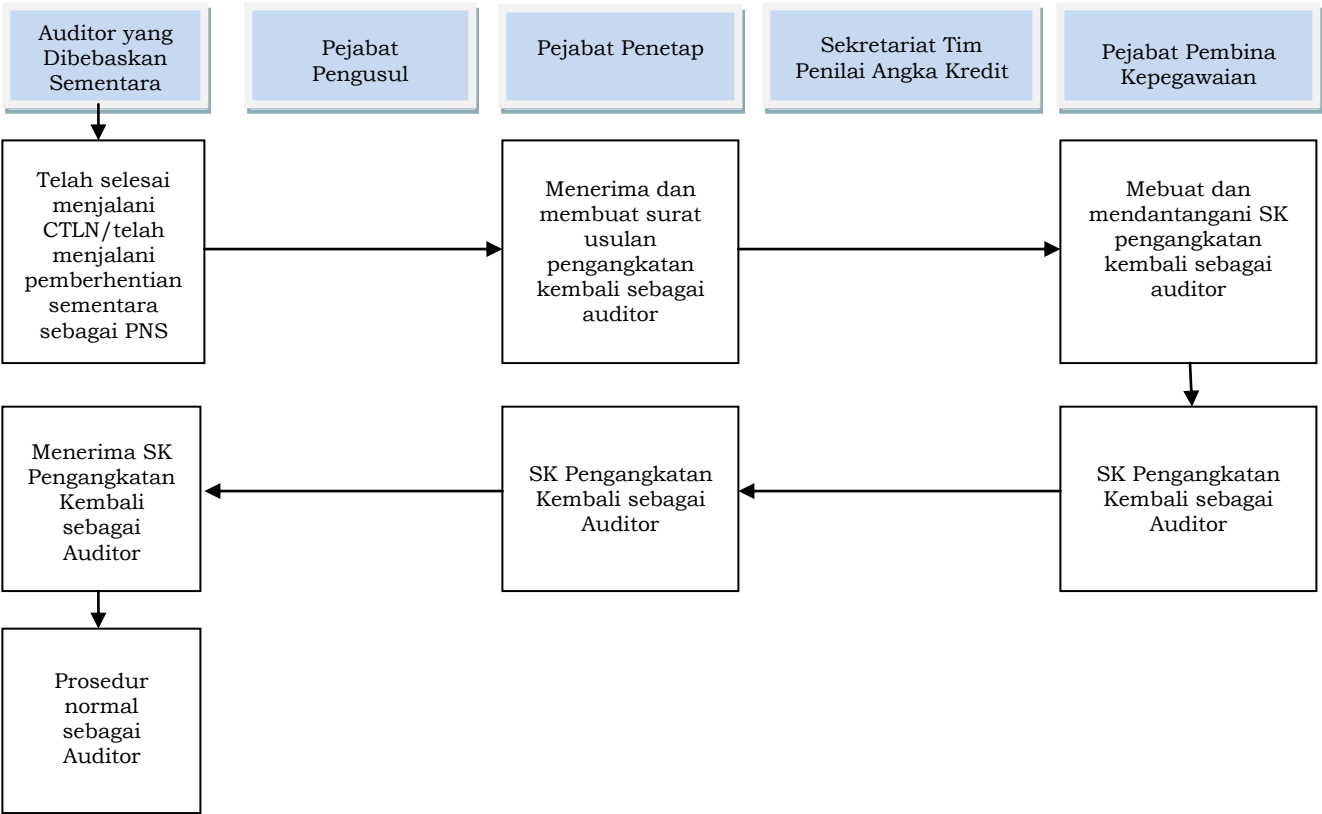 Auditor yang
Dibebaskan
Sementara
Pejabat
Pengusul
Pejabat Penetap
Sekretariat Tim
Penilai Angka Kredit
Pejabat Pembina
Kepegawaian
Telah selesai
menjalani
CTLN/telah
menjalani
pemberhentian
sementara
sebagai PNS
Menerima dan
membuat surat
usulan
pengangkatan
kembali sebagai
auditor
Mebuat dan
mendantangani SK
pengangkatan
kembali sebagai
auditor
Menerima SK
Pengangkatan
Kembali
sebagai
Auditor
SK Pengangkatan
Kembali sebagai
Auditor
SK Pengangkatan
Kembali sebagai
Auditor
Prosedur
normal
sebagai
Auditor